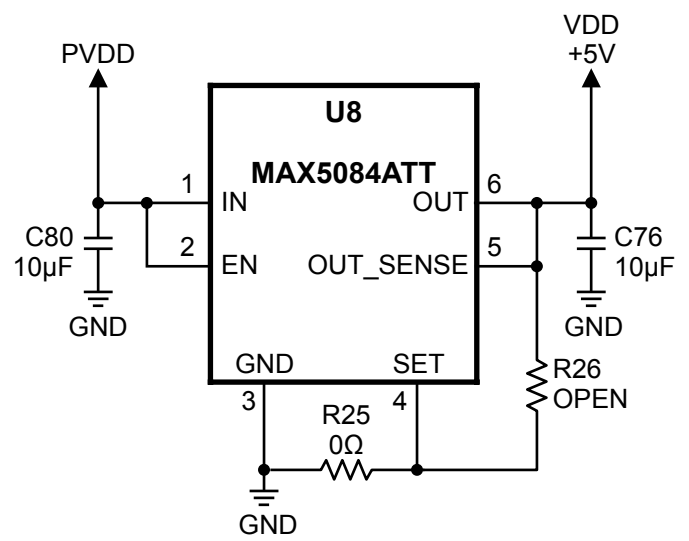 PVDD
VDD
+5V
U8
MAX5084ATT
1
IN
OUT
6
C80
10µF
GND
2
EN
OUT_SENSE
5
C76
10µF
GND
GND
SET
3
4
R25
0Ω
R26
OPEN
GND